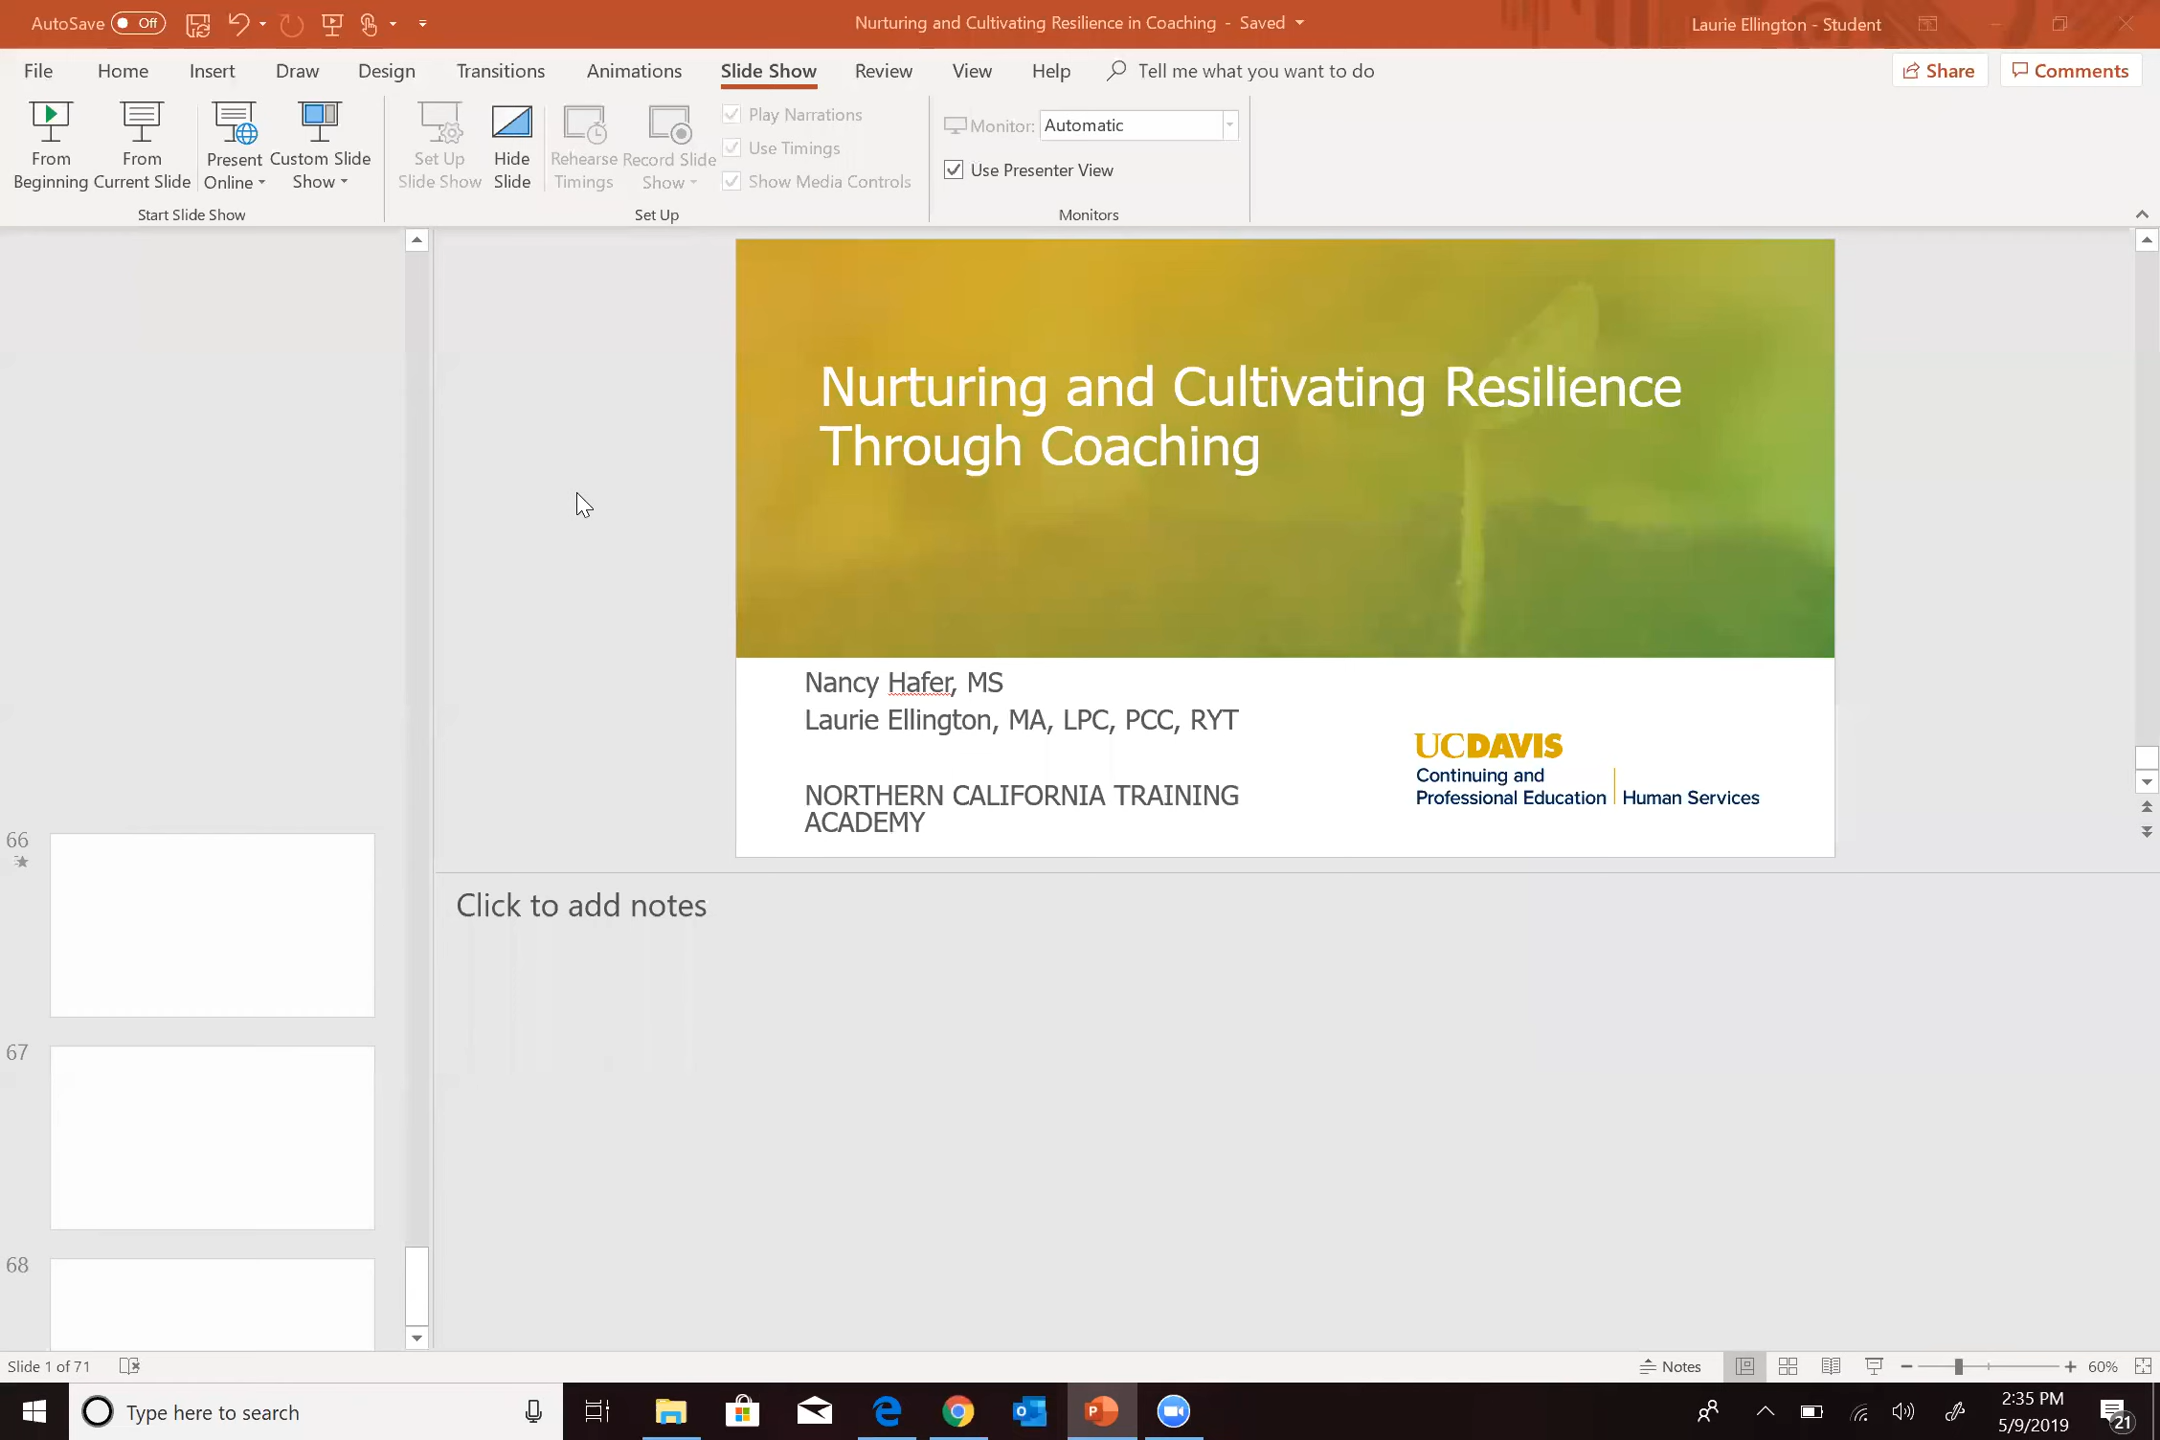 AutoSave Off
Nurturing and Cultivating Resilience in Coaching - Saved
Laurie Ellington - Student
File Home Insert Draw Design Transitions Animations Slide Show Review View Help Tell me what you want to do
Share Comments
From Beginning
From Current Slide
Present Online
Custom Slide Show
Start Slide Show
Set Up Slide Show
Hide Slide
Rehearse Timings
Record Slide Show
Play Narrations
Use Timings
Show Media Controls
Set Up
Monitor: Automatic
Use Presenter View
Monitors
Nurturing and Cultivating Resilience
Through Coaching
Nancy Hafer, MS
Laurie Ellington, MA, LPC, PCC, RYT
NORTHERN CALIFORNIA TRAINING
ACADEMY
UCDAVIS
Continuing and
Professional Education Human Services
66
67
68
Click to add notes
Slide 1 of 71
Notes
60%
Type here to search
2:35 PM
5/9/2019
21